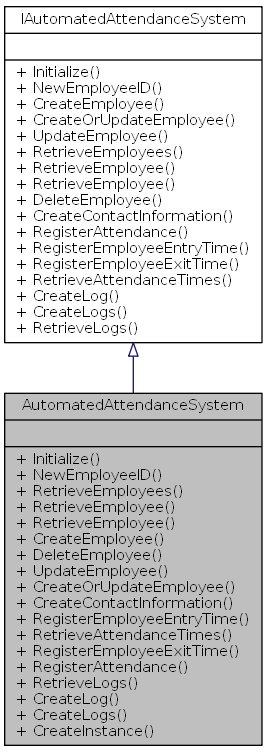 IAutomatedAttendanceSystem
+ Initialize()
+ NewEmployeeID()
+ CreateEmployee()
+ CreateOrUpdateEmployee()
+ UpdateEmployee()
+ RetrieveEmployees()
+ RetrieveEmployee()
+ RetrieveEmployee()
+ DeleteEmployee()
+ CreateContactInformation()
+ RegisterAttendance()
+ RegisterEmployeeEntryTime()
+ RegisterEmployeeExitTime()
+ RetrieveAttendanceTimes()
+ CreateLog()
+ CreateLogs()
+ RetrieveLogs()
AutomatedAttendanceSystem
+ Initialize()
+ NewEmployeeID()
+ RetrieveEmployees()
+ RetrieveEmployee()
+ RetrieveEmployee()
+ CreateEmployee()
+ DeleteEmployee()
+ UpdateEmployee()
+ CreateOrUpdateEmployee()
+ CreateContactInformation()
+ RegisterEmployeeEntryTime()
+ RetrieveAttendanceTimes()
+ RegisterEmployeeExitTime()
+ RegisterAttendance()
+ RetrieveLogs()
+ CreateLog()
+ CreateLogs()
+ CreateInstance()